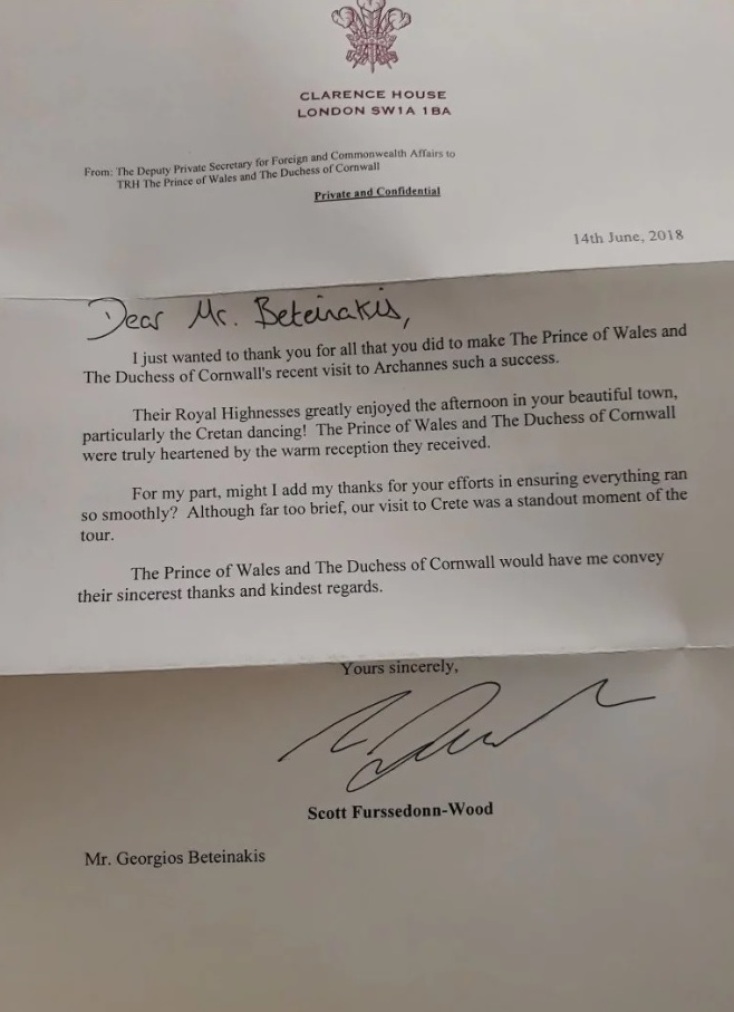 CLARENCE HOUSE
LONDON SW1A 1BA
From: The Deputy Private Secretary for Foreign and Commonwealth Affairs to
TRH The Prince of Wales and The Duchess of Cornwall
Private and Confidential
14th June, 2018
Dear Mr. Beteinakis,
I just wanted to thank you for all that you did to make The Prince of Wales and
The Duchess of Cornwall's recent visit to Archannes such a success.
Their Royal Highnesses greatly enjoyed the afternoon in your beautiful town,
particularly the Cretan dancing! The Prince of Wales and The Duchess of Cornwall
were truly heartened by the warm reception they received.
For my part, might I add my thanks for your efforts in ensuring everything ran
so smoothly? Although far too brief, our visit to Crete was a standout moment of the
tour.
The Prince of Wales and The Duchess of Cornwall would have me convey
their sincerest thanks and kindest regards.
Yours sincerely,
Scott Furssedonn-Wood
Mr. Georgios Beteinakis